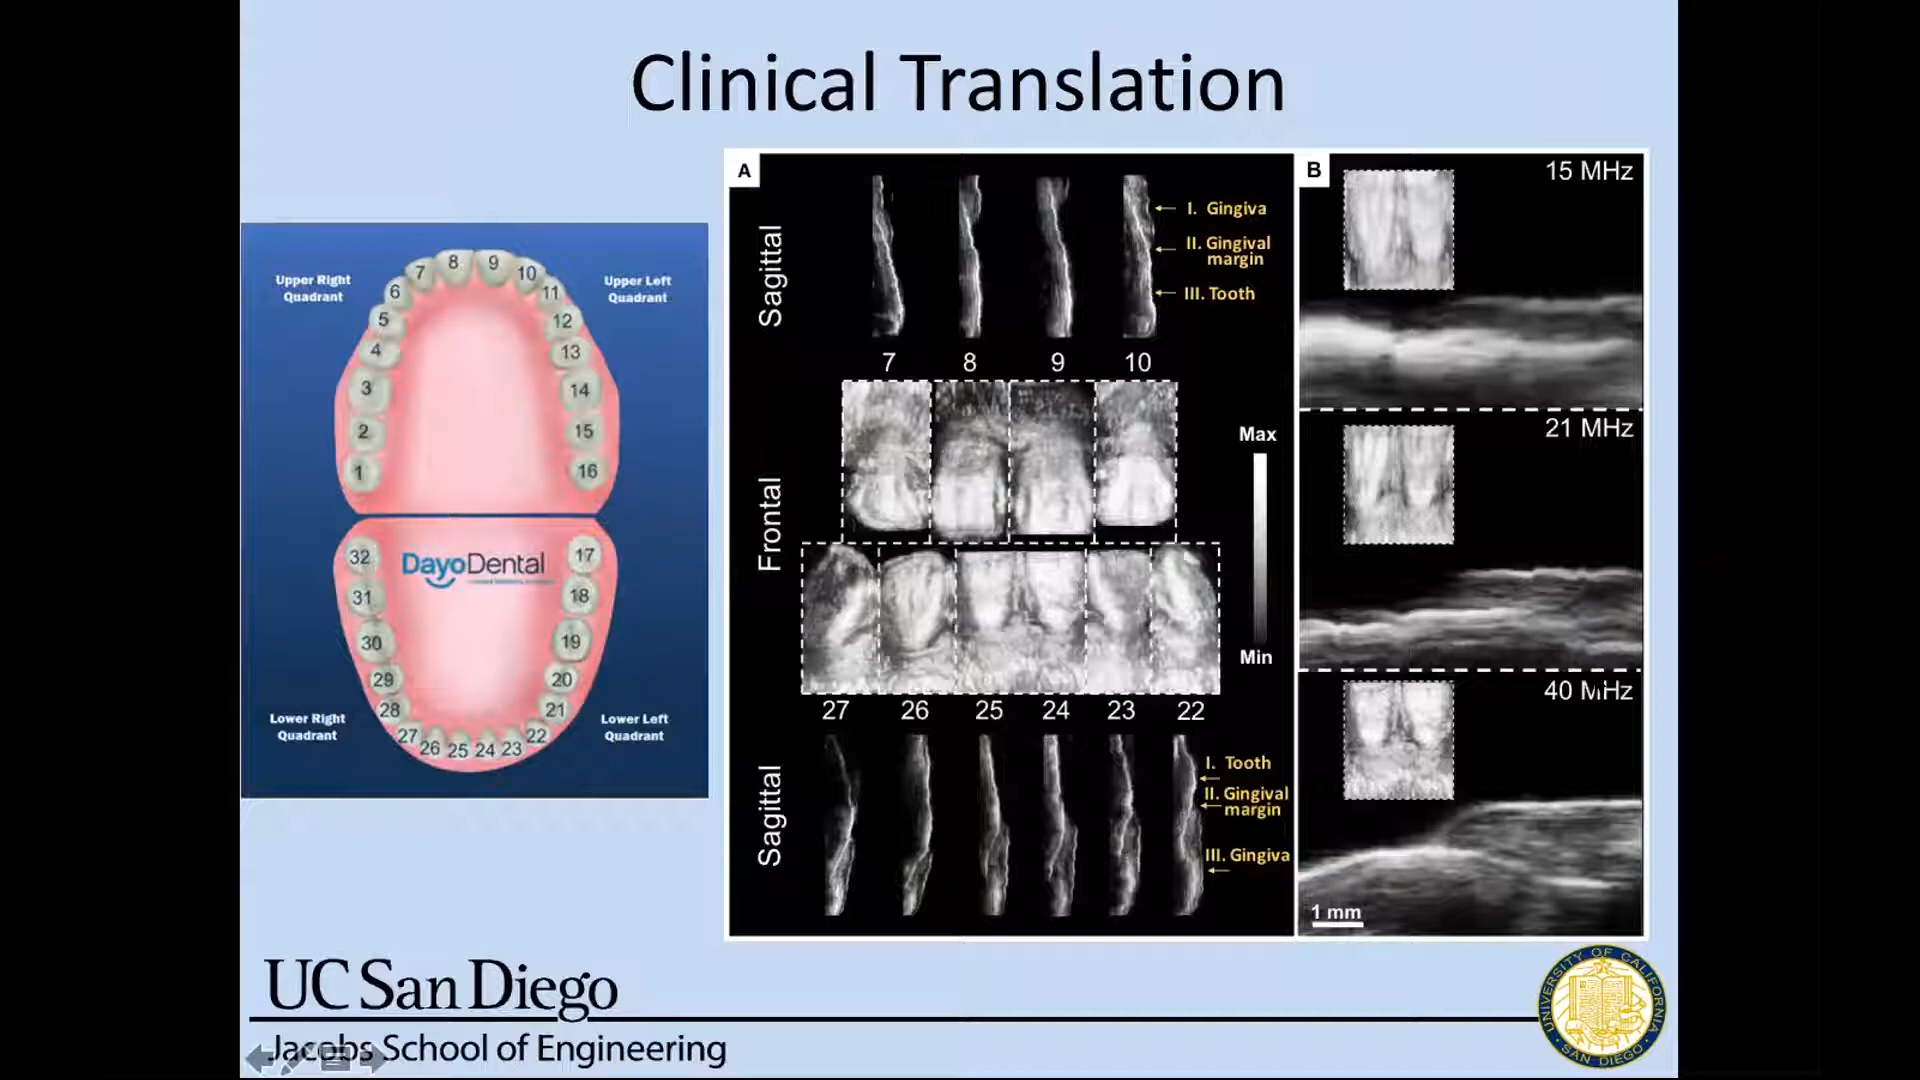 Clinical Translation
Upper Right
Quadrant
Upper Left
Quadrant
7
8
9
10
6
11
5
12
4
13
3
14
2
15
1
16
32
17
DayoDental
31
18
30
19
29
20
28
21
27
26
25
24
23
22
Lower Right
Quadrant
Lower Left
Quadrant
A
Sagittal
I. Gingiva
II. Gingival
margin
III. Tooth
7
8
9
10
Frontal
Max
Min
27
26
25
24
23
22
Sagittal
I. Tooth
II. Gingival
margin
III. Gingiva
B
15 MHz
21 MHz
40 MHz
1 mm
UC San Diego
Jacobs School of Engineering
UNIVERSITY OF CALIFORNIA
SAN DIEGO